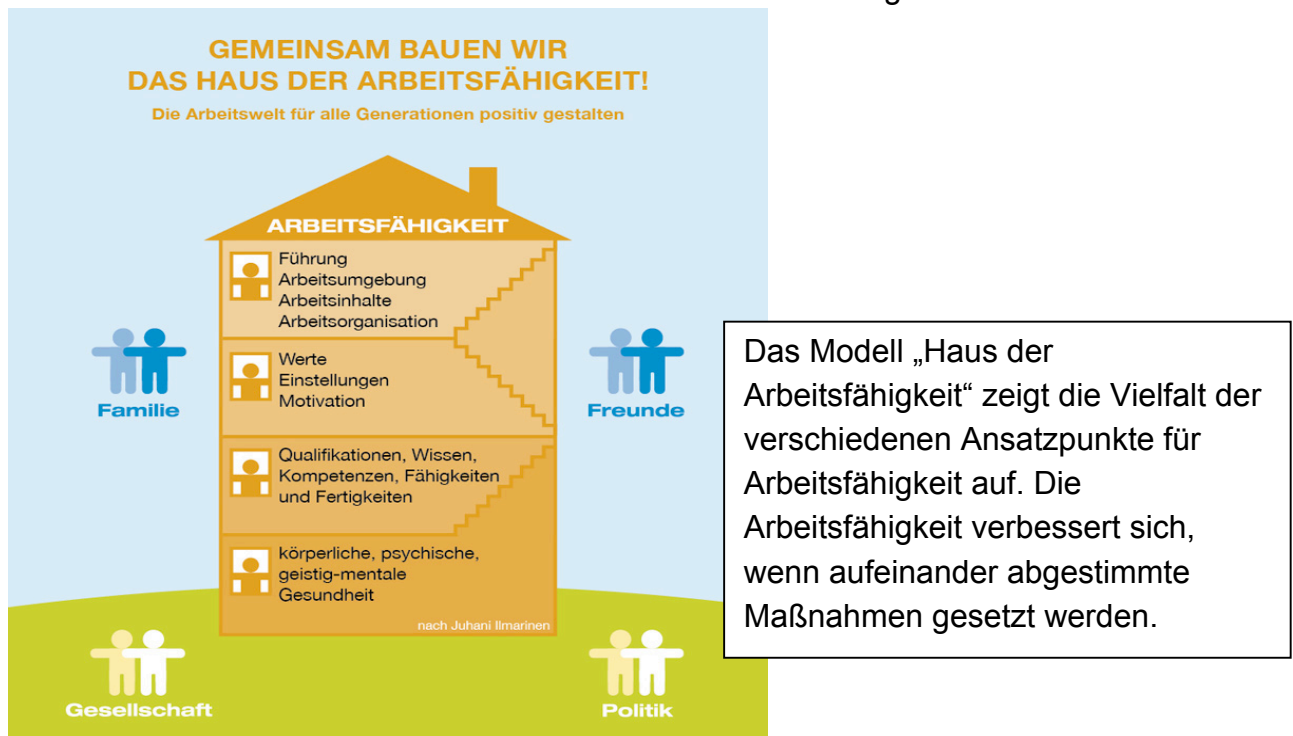 GEMEINSAM BAUEN WIR
DAS HAUS DER ARBEITSFÄHIGKEIT!
Die Arbeitswelt für alle Generationen positiv gestalten
ARBEITSFÄHIGKEIT
Führung
Arbeitsumgebung
Arbeitsinhalte
Arbeitsorganisation
Werte
Einstellungen
Motivation
Qualifikationen, Wissen,
Kompetenzen, Fähigkeiten
und Fertigkeiten
körperliche, psychische,
geistig-mentale
Gesundheit
nach Juhani Ilmarinen
Familie
Freunde
Gesellschaft
Politik
Das Modell „Haus der
Arbeitsfähigkeit“ zeigt die Vielfalt der
verschiedenen Ansatzpunkte für
Arbeitsfähigkeit auf. Die
Arbeitsfähigkeit verbessert sich,
wenn aufeinander abgestimmte
Maßnahmen gesetzt werden.